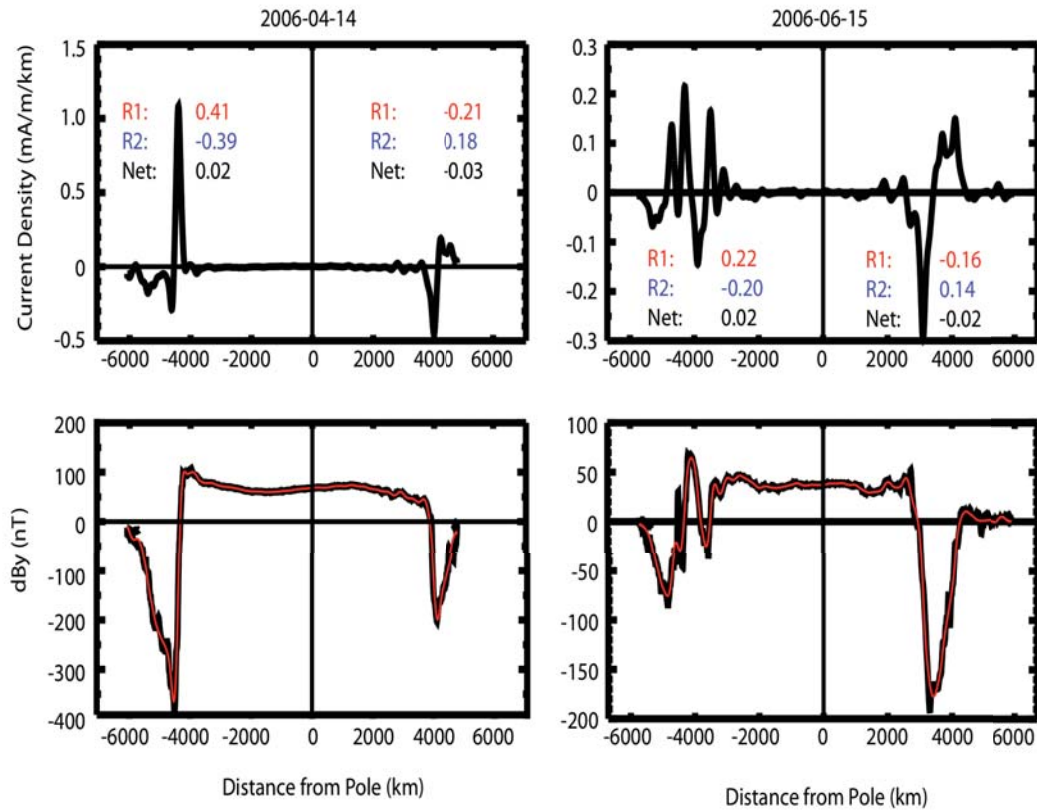 2006-04-14
2006-06-15
Current Density (mA/m/km)
1.5
1.0
0.5
0
-0.5
R1: 0.41
R2: -0.39
Net: 0.02
-0.21
0.18
-0.03
-6000 -4000 -2000 0 2000 4000 6000
0.3
0.2
0.1
0
-0.1
-0.2
-0.3
R1: 0.22
R2: -0.20
Net: 0.02
R1: -0.16
R2: 0.14
Net: -0.02
-6000 -4000 -2000 0 2000 4000 6000
dBy (nT)
200
100
0
-100
-200
-300
-400
-6000 -4000 -2000 0 2000 4000 6000
Distance from Pole (km)
100
50
0
-50
-100
-150
-200
-6000 -4000 -2000 0 2000 4000 6000
Distance from Pole (km)